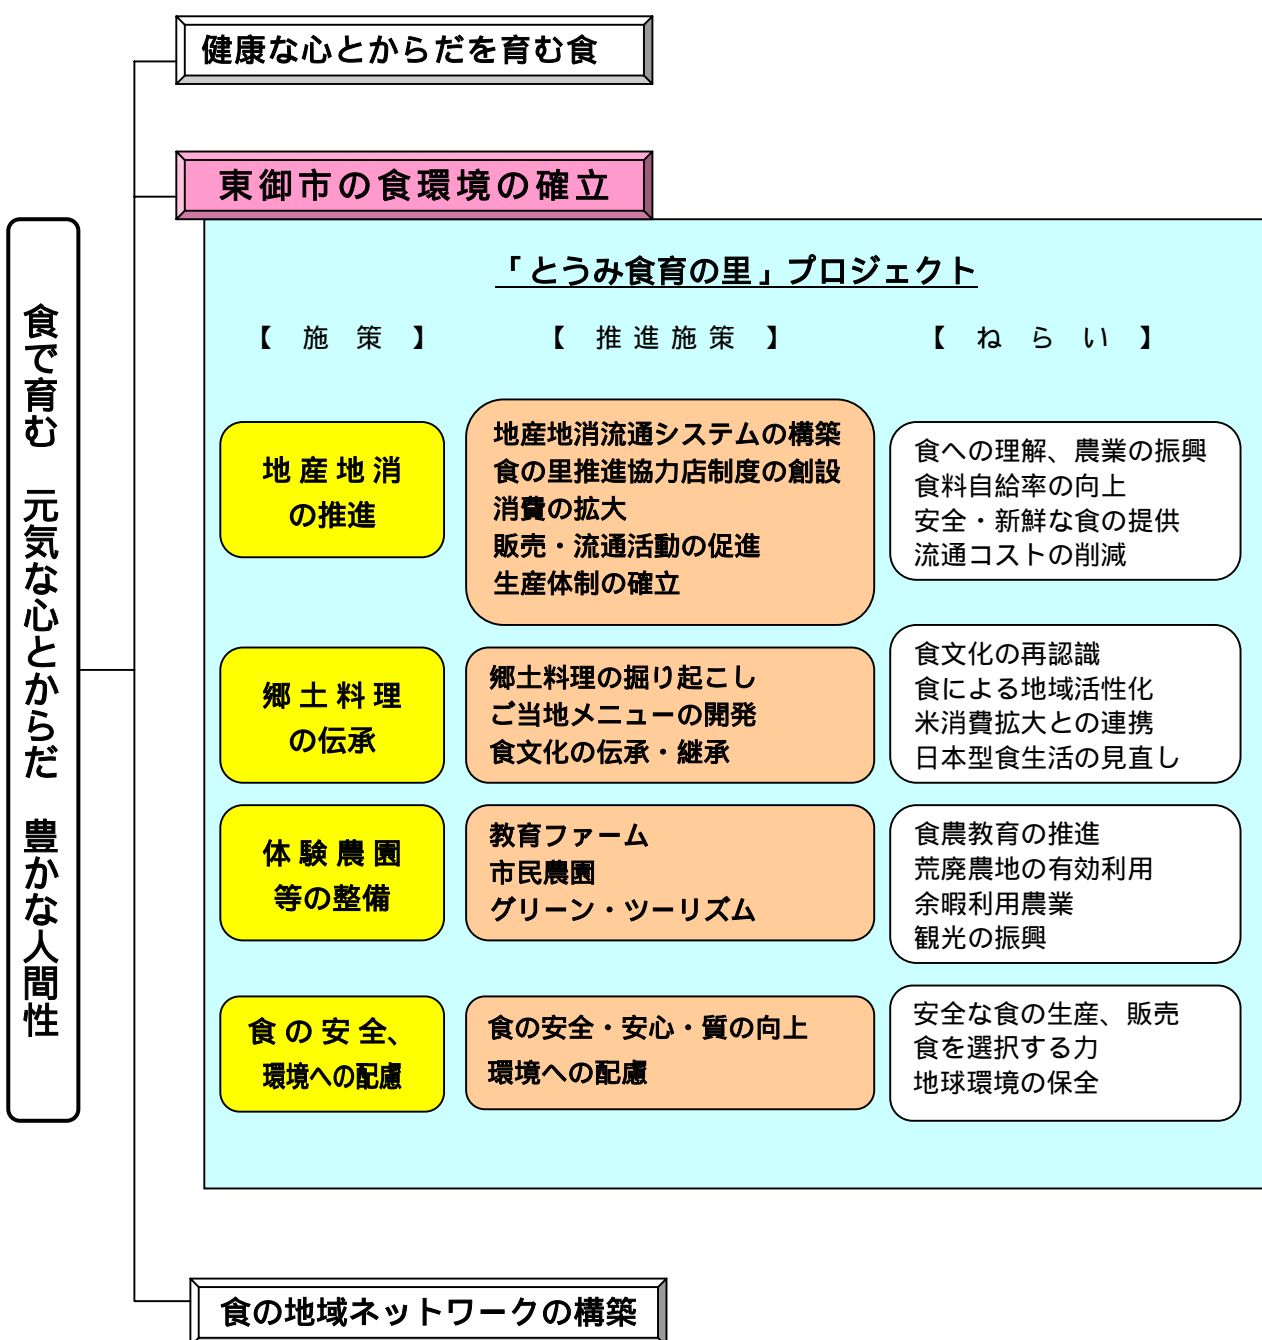 健康な心とからだを育む食
東御市の食環境の確立
食で育む 元気な心とからだ 豊かな人間性
「とうみ食育の里」プロジェクト
【 施 策 】 【 推進施策 】 【 ね ら い 】
地産地消
の推進
地産地消流通システムの構築
食の里推進協力店制度の創設
消費の拡大
販売・流通活動の促進
生産体制の確立
食への理解、農業の振興
食料自給率の向上
安全・新鮮な食の提供
流通コストの削減
郷土料理
の伝承
郷土料理の掘り起こし
ご当地メニューの開発
食文化の伝承・継承
食文化の再認識
食による地域活性化
米消費拡大との連携
日本型食生活の見直し
体験農園
等の整備
教育ファーム
市民農園
グリーン・ツーリズム
食農教育の推進
荒廃農地の有効利用
余暇利用農業
観光の振興
食の安全、
環境への配慮
食の安全・安心・質の向上
環境への配慮
安全な食の生産、販売
食を選択する力
地球環境の保全
食の地域ネットワークの構築